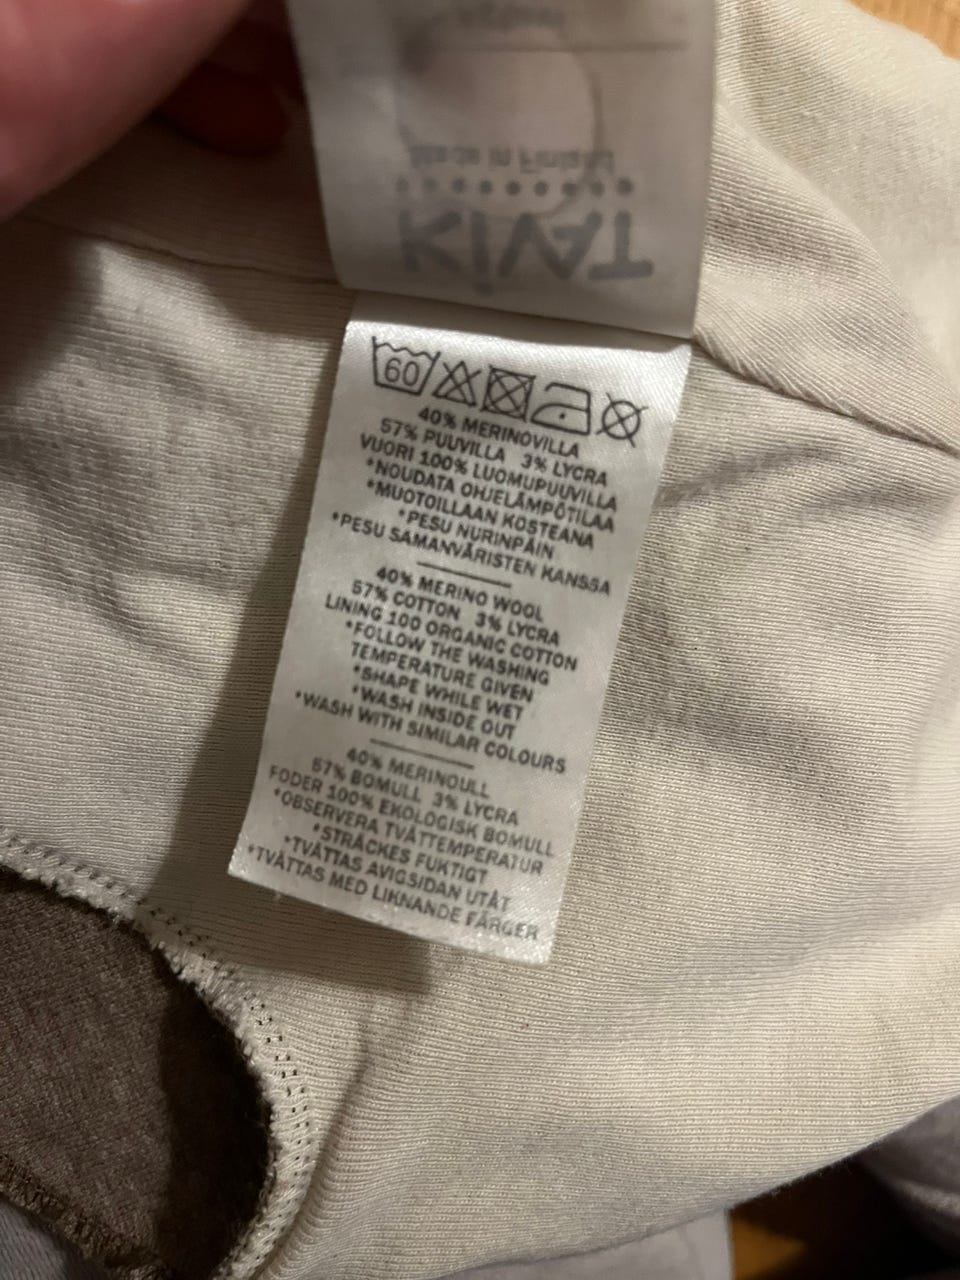 KIVAT
Made in Finland
60
40% MERINOVILLA
57% PUUVILLA 3% LYCRA
VUORI 100% LUOMUPUUVILLA
*NOUDATA OHJELÄMPÖTILAA
*MUOTOILLAAN KOSTEANA
*PESU NURINPÄIN
*PESU SAMANVÄRISTEN KANSSA
40% MERINO WOOL
57% COTTON 3% LYCRA
LINING 100 ORGANIC COTTON
*FOLLOW THE WASHING
TEMPERATURE GIVEN
*SHAPE WHILE WET
*WASH INSIDE OUT
*WASH WITH SIMILAR COLOURS
40% MERINOULL
57% BOMULL 3% LYCRA
FODER 100% EKOLOGISK BOMULL
*OBSERVERA TVÄTTEMPERATUR
*STRÄCKES FUKTIGT
*TVÄTTAS AVIGSIDAN UTÅT
*TVÄTTAS MED LIKNANDE FÄRGER